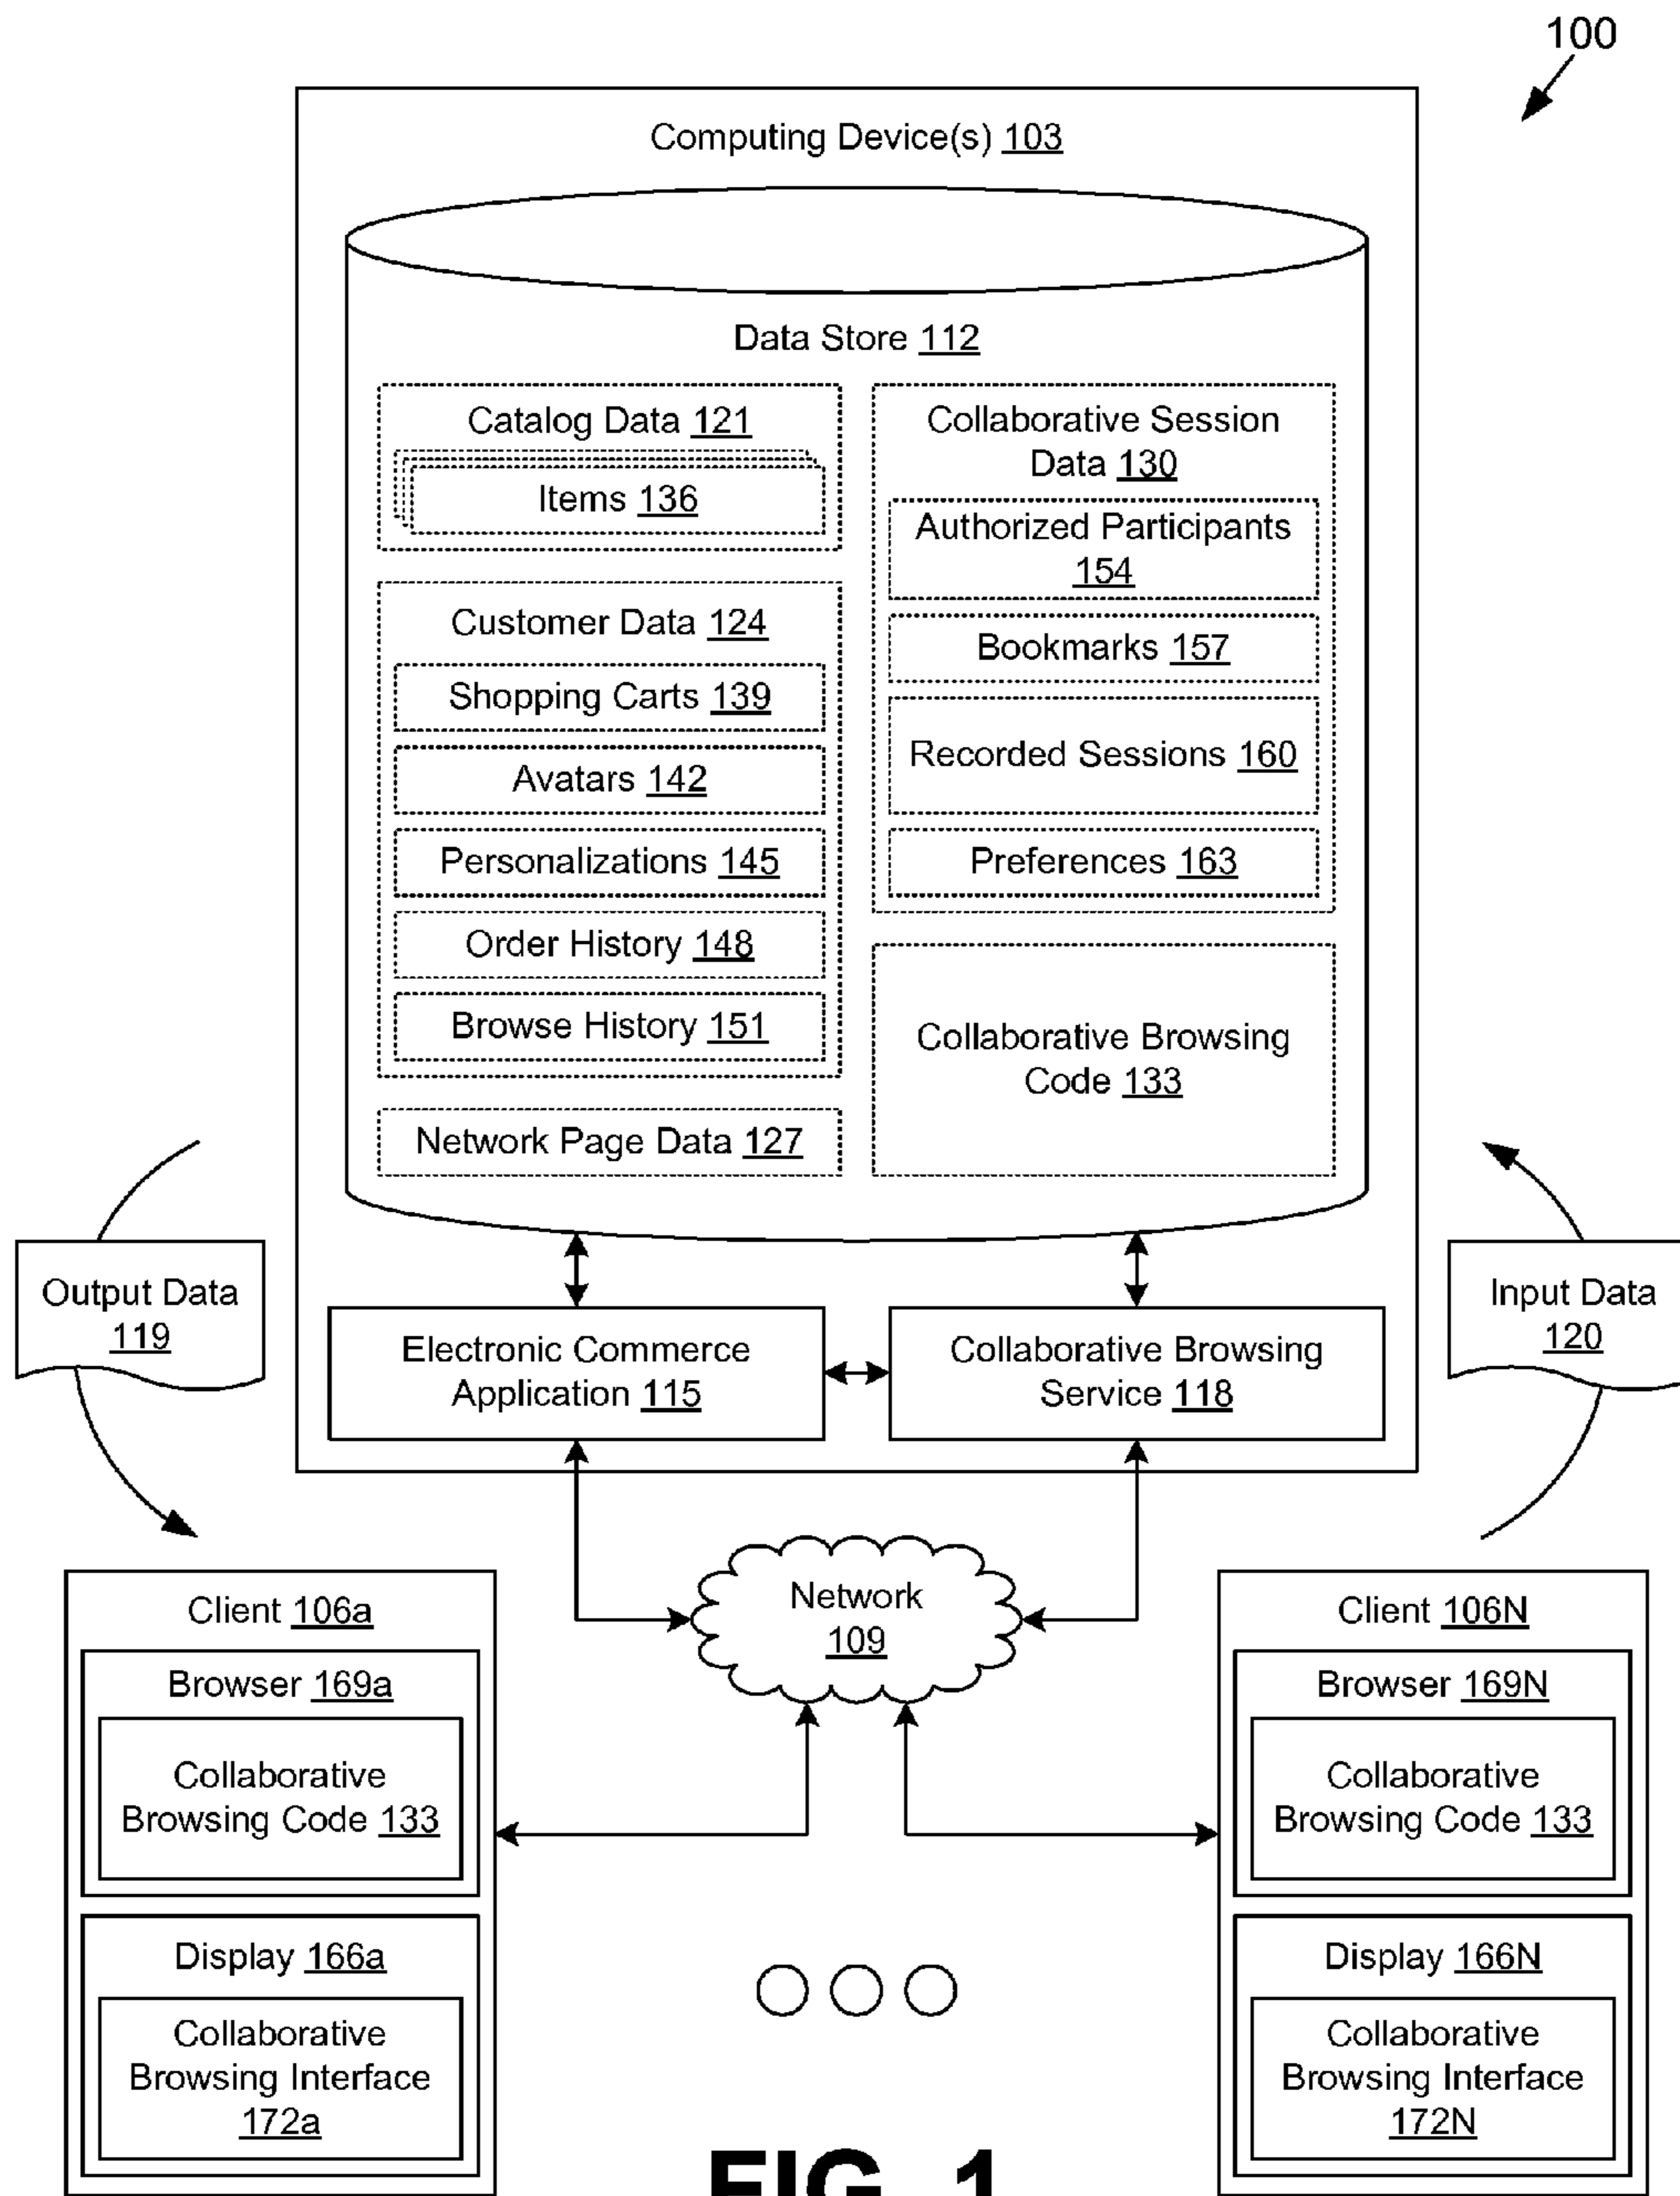 100
Computing Device(s) 103
Data Store 112
Catalog Data 121
Items 136
Customer Data 124
Shopping Carts 139
Avatars 142
Personalizations 145
Order History 148
Browse History 151
Network Page Data 127
Collaborative Session
Data 130
Authorized Participants
154
Bookmarks 157
Recorded Sessions 160
Preferences 163
Collaborative Browsing
Code 133
Output Data
119
Input Data
120
Electronic Commerce
Application 115
Collaborative Browsing
Service 118
Network
109
Client 106a
Browser 169a
Collaborative
Browsing Code 133
Display 166a
Collaborative
Browsing Interface
172a
Client 106N
Browser 169N
Collaborative
Browsing Code 133
Display 166N
Collaborative
Browsing Interface
172N
FIG. 1